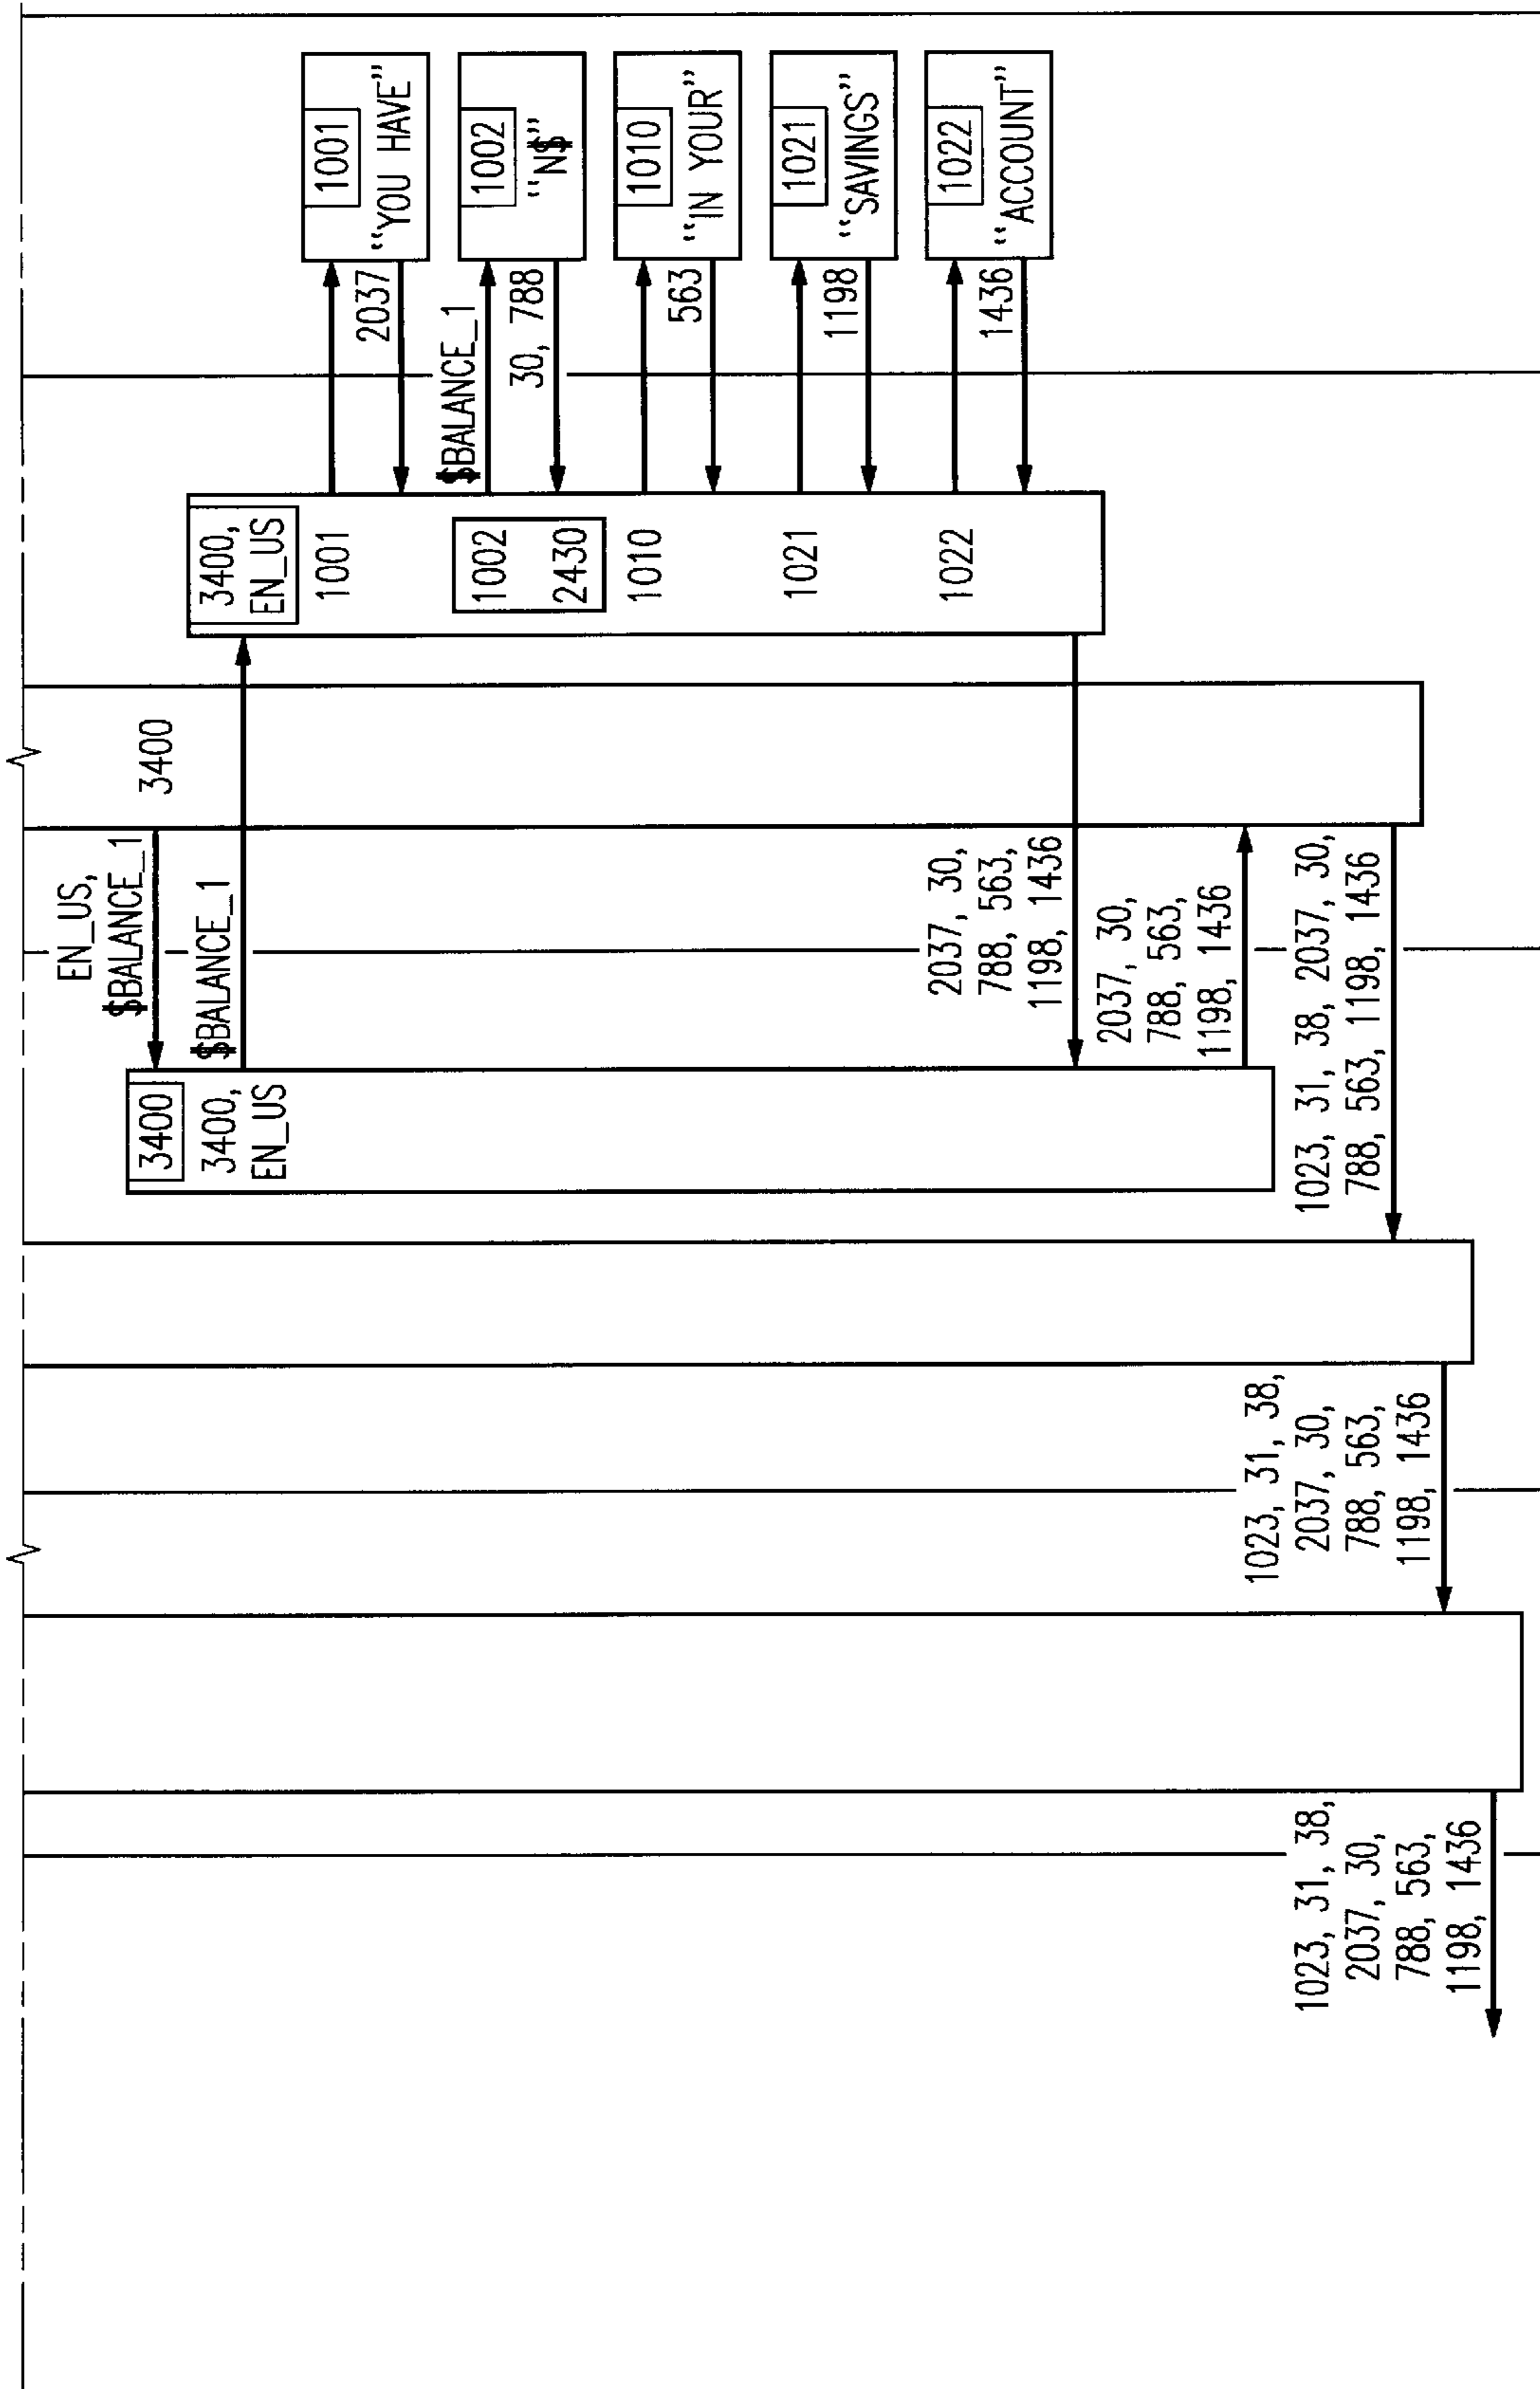 1001
"YOU HAVE"
1002
"N$"
1010
"IN YOUR"
1021
"SAVINGS"
1022
"ACCOUNT"
2037
$BALANCE_1
30, 788
563
1198
1436
3400,
EN_US
1001
1002
2430
1010
1021
1022
3400
EN_US,
$BALANCE_1
$BALANCE_1
2037, 30,
788, 563,
1198, 1436
2037, 30,
788, 563,
1198, 1436
1023, 31, 38, 2037, 30,
788, 563, 1198, 1436
3400
3400,
EN_US
1023, 31, 38,
2037, 30,
788, 563,
1198, 1436
1023, 31, 38,
2037, 30,
788, 563,
1198, 1436